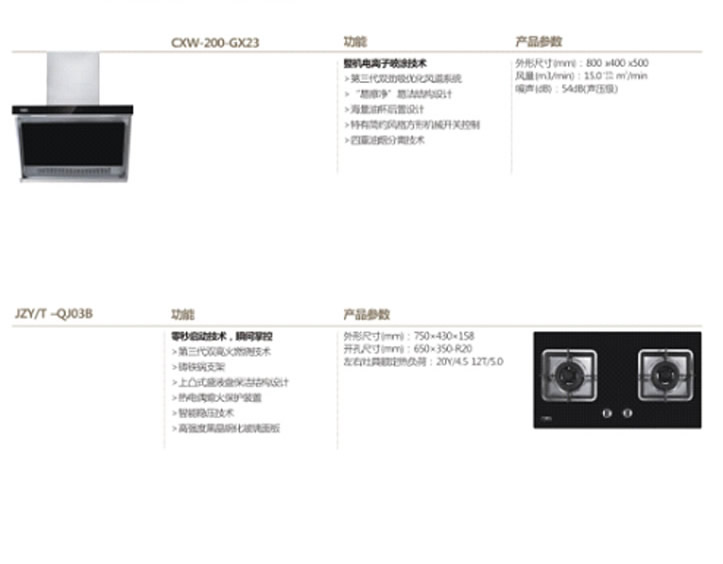 CXW-200-GX23
功能
产品参数
整机电离子喷涂技术
>第三代双劲吸优化风道系统
>“易擦净”易洁结构设计
>海量油杯后置设计
>特有简约风格方形机械开关控制
>四重油烟分离技术
外形尺寸(mm)：800 x400 x500
风量(m3/min)：15.0 m³/min
噪声(dB)：54dB(声压级)
JZY/T –QJ03B
功能
产品参数
零秒启动技术，瞬间掌控
>第三代双高火燃烧技术
>铸铁锅支架
>上凸式盛液盘保洁结构设计
>热电偶熄火保护装置
>智能稳压技术
>高强度黑晶钢化玻璃面板
外形尺寸(mm)：750×430×158
开孔尺寸(mm)：650×350-R20
左右灶具额定热负荷：20Y/4.5 12T/5.0